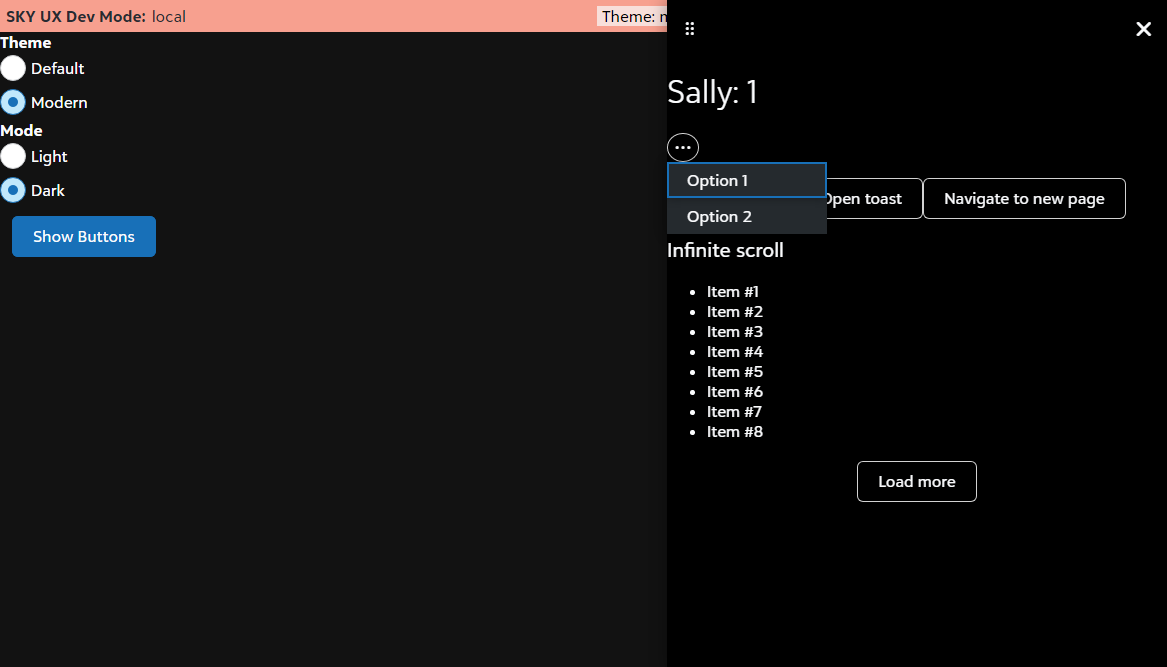 SKY UX Dev Mode: local
Theme:
Theme
Default
Modern
Mode
Light
Dark
Show Buttons
Sally: 1
Option 1
Option 2
Open toast
Navigate to new page
Infinite scroll
Item #1
Item #2
Item #3
Item #4
Item #5
Item #6
Item #7
Item #8
Load more